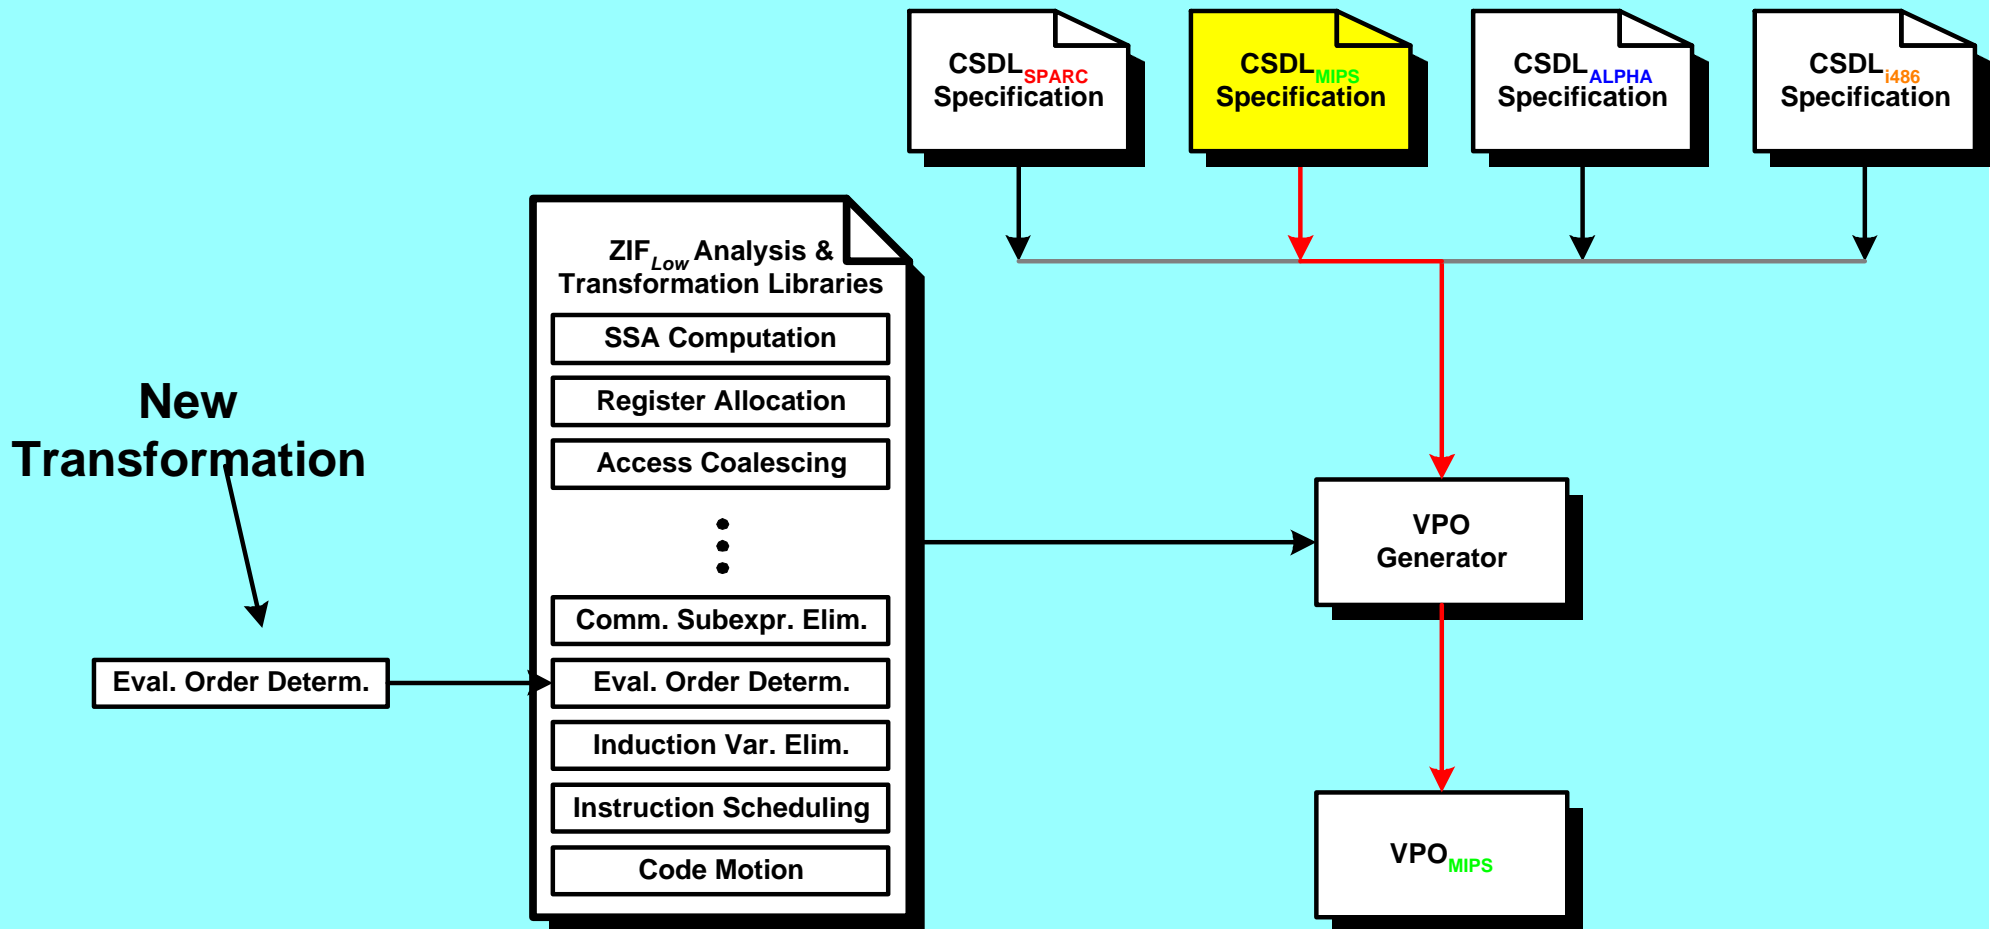 CSDLSPARC
Specification
CSDLMIPS
Specification
CSDLALPHA
Specification
CSDLi486
Specification
ZIFLow Analysis &
Transformation Libraries
SSA Computation
Register Allocation
Access Coalescing
Comm. Subexpr. Elim.
Eval. Order Determ.
Induction Var. Elim.
Instruction Scheduling
Code Motion
New
Transformation
Eval. Order Determ.
VPO
Generator
VPOMIPS